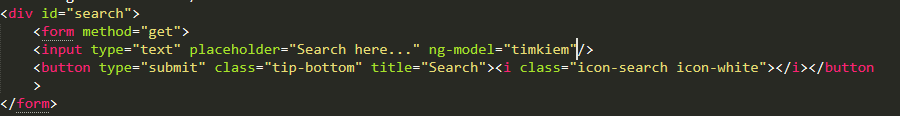 <div id="search">
<form method="get">
<input type="text" placeholder="Search here..." ng-model="timkiem"/>
<button type="submit" class="tip-bottom" title="Search"><i class="icon-search icon-white"></i></button
>
</form>